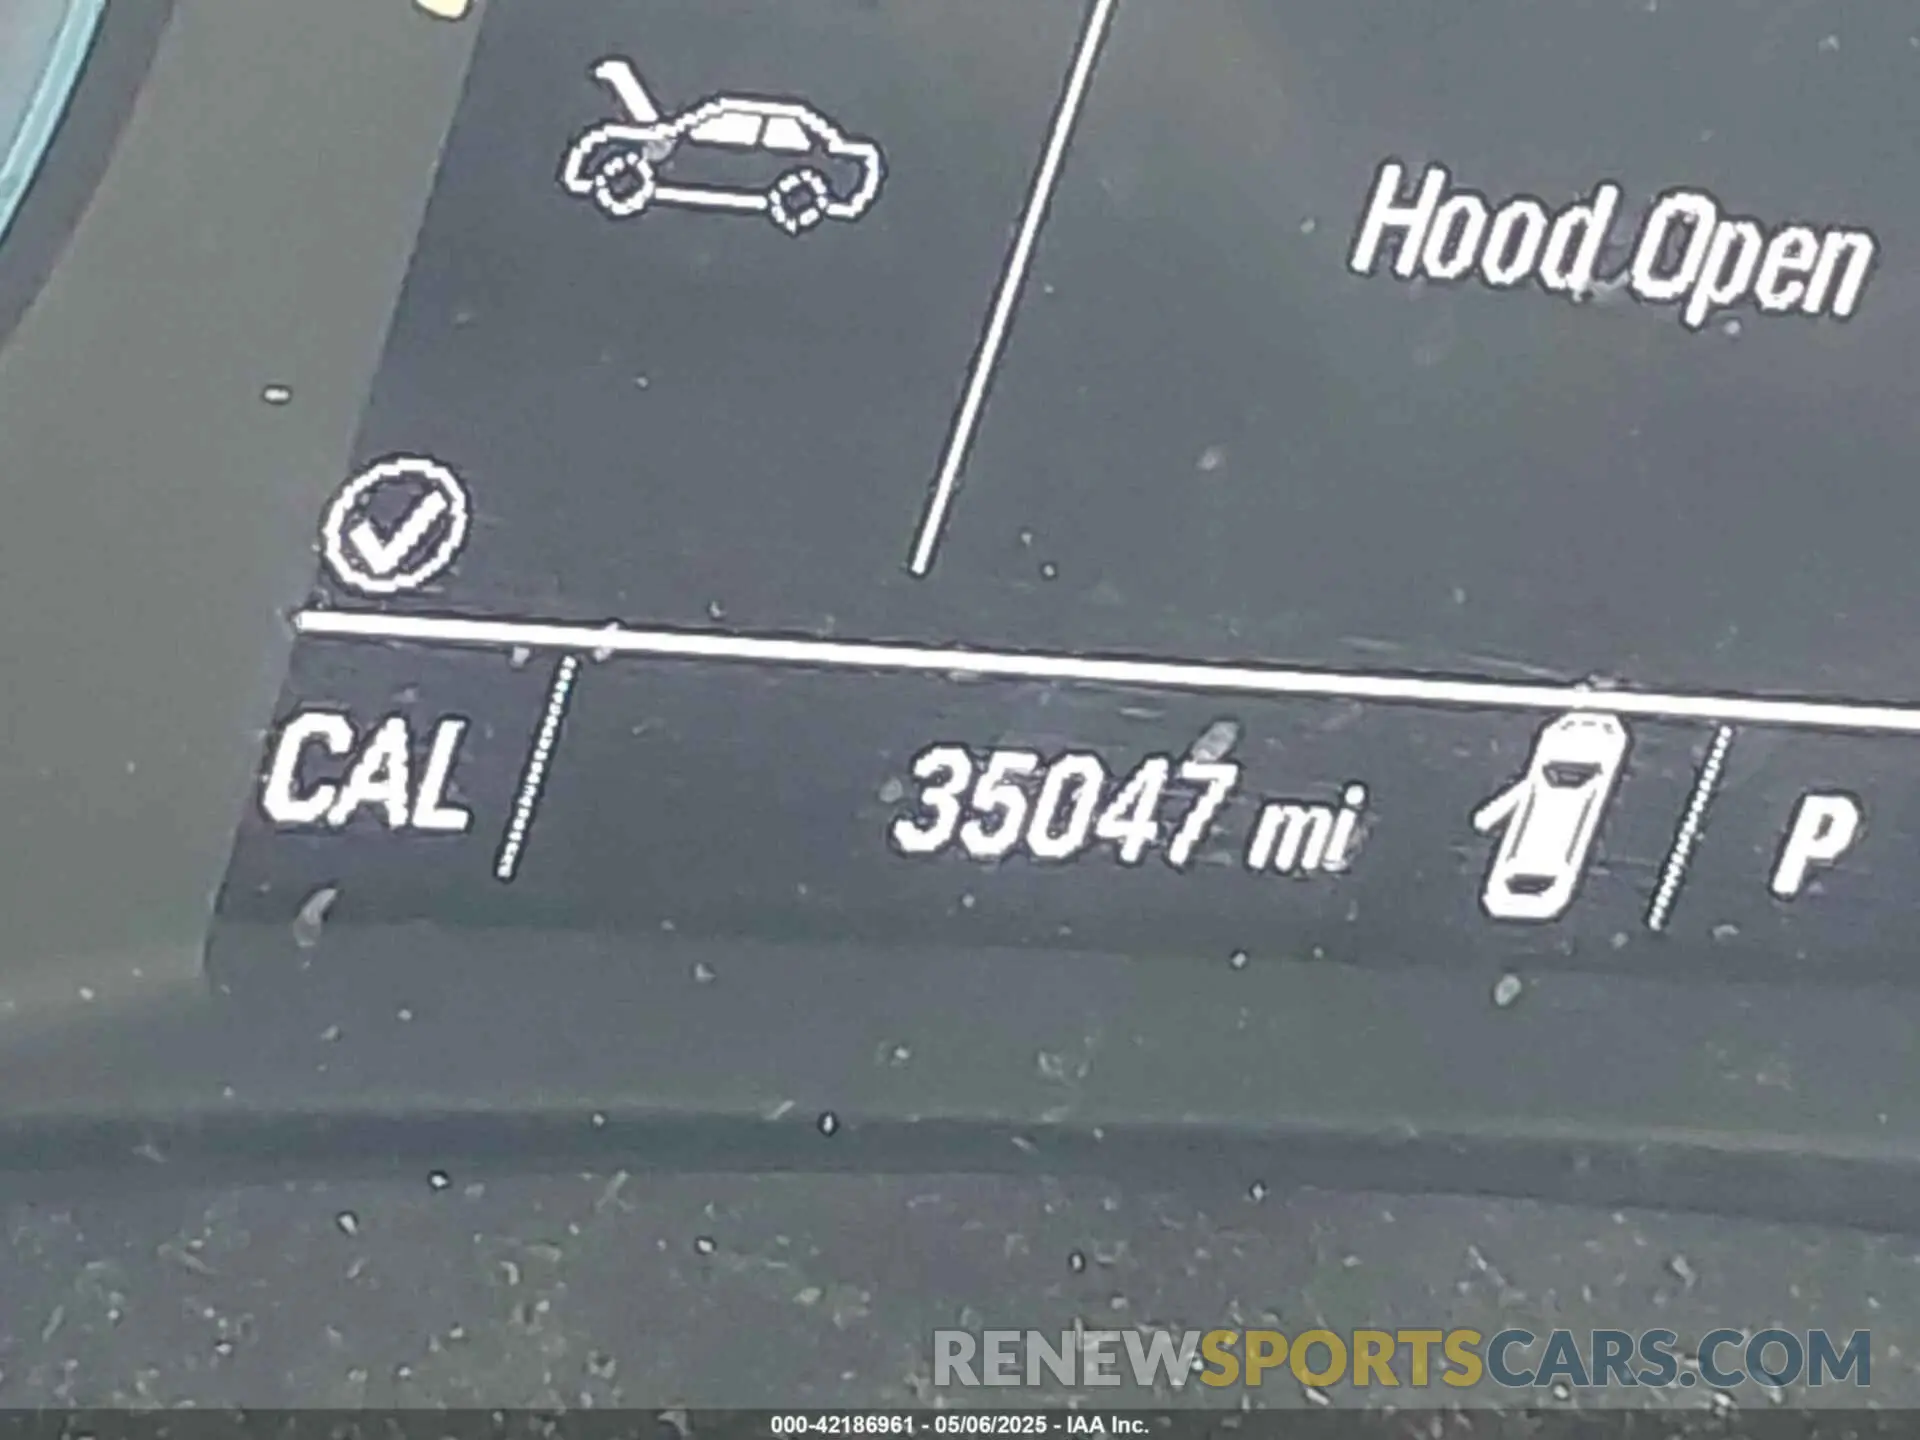 Hood Open
CAL 35047 mi P
RENEWSPORTSCARS.COM
000-42186961 - 05/06/2025 - IAA Inc.